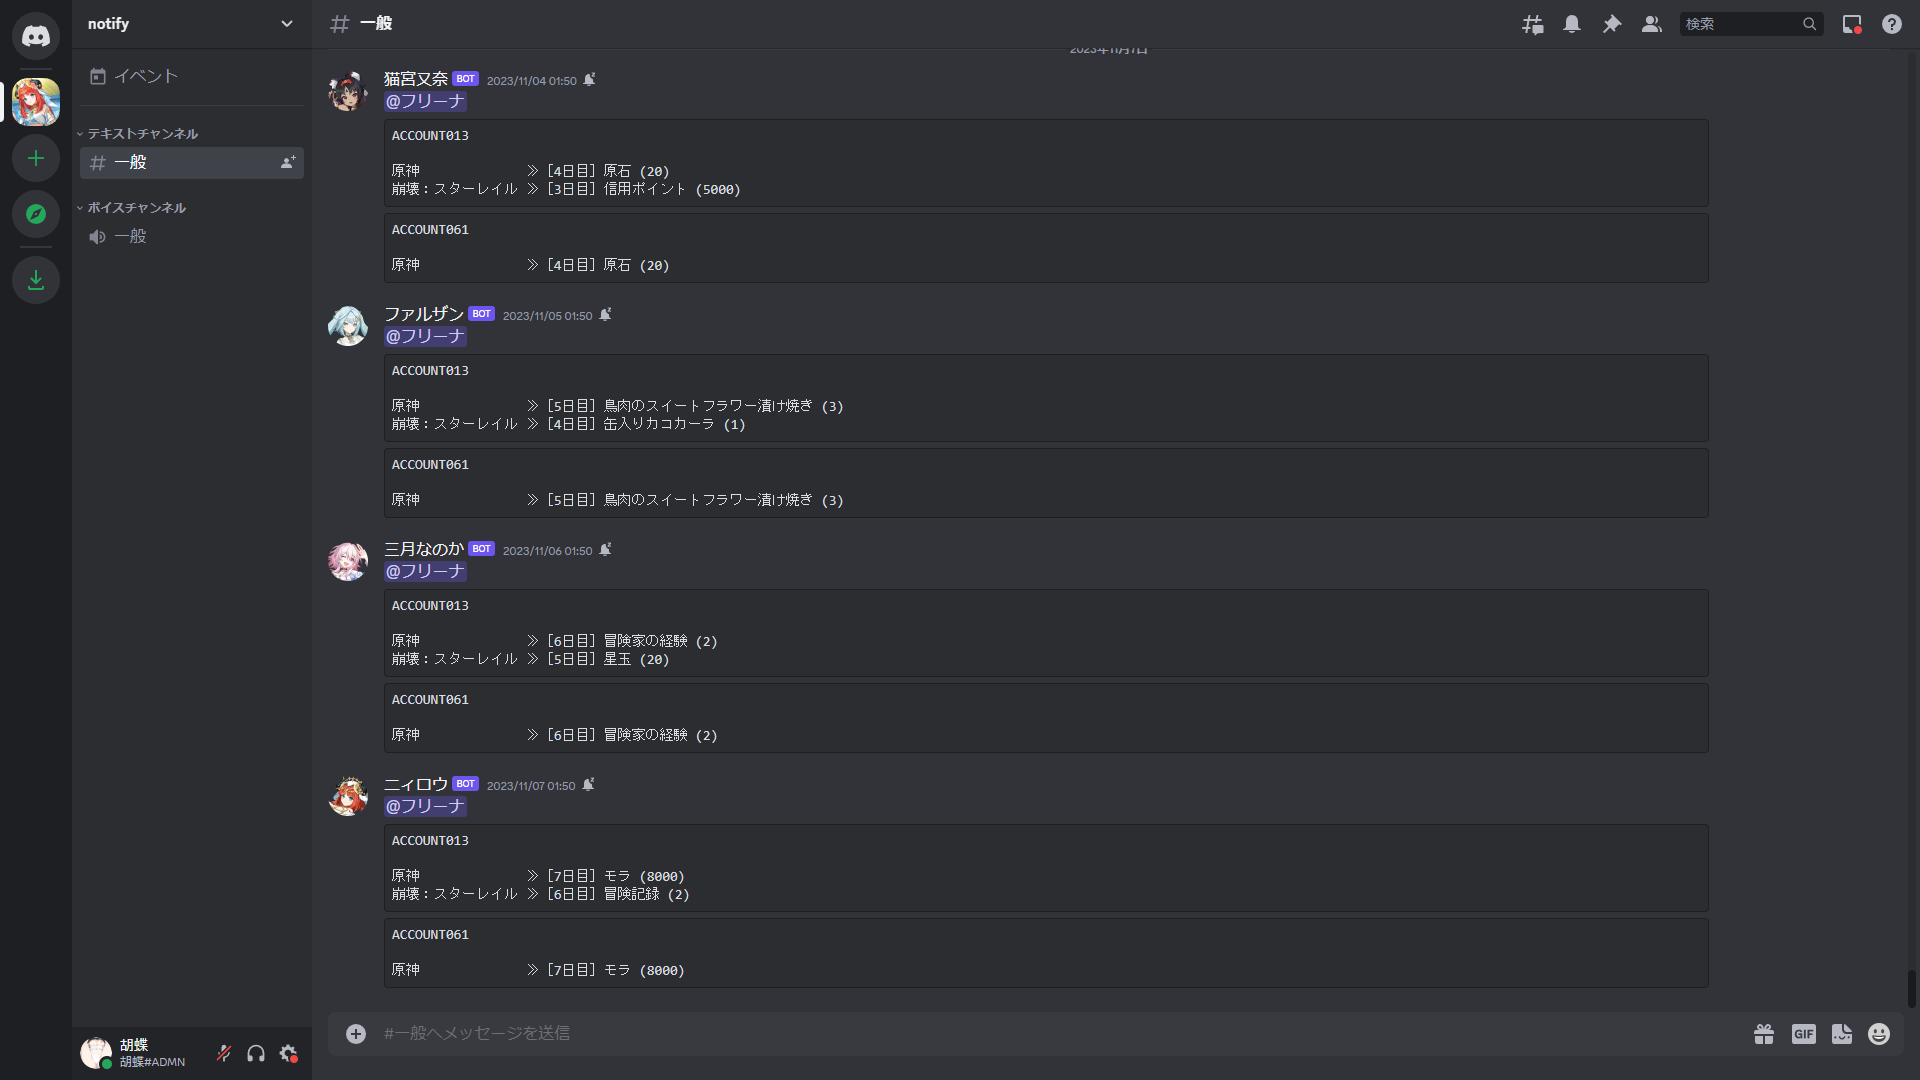 notify
イベント
テキストチャンネル
一般
ボイスチャンネル
一般
胡蝶
胡蝶#ADMN
一般
検索
2023年11月7日
猫宮又奈 BOT 2023/11/04 01:50
@フリーナ
ACCOUNT013
原神 ≫ [4日目] 原石 (20)
崩壊：スターレイル ≫ [3日目] 信用ポイント (5000)
ACCOUNT061
原神 ≫ [4日目] 原石 (20)
ファルザン BOT 2023/11/05 01:50
@フリーナ
ACCOUNT013
原神 ≫ [5日目] 鳥肉のスイートフラワー漬け焼き (3)
崩壊：スターレイル ≫ [4日目] 缶入りカコカーラ (1)
ACCOUNT061
原神 ≫ [5日目] 鳥肉のスイートフラワー漬け焼き (3)
三月なのか BOT 2023/11/06 01:50
@フリーナ
ACCOUNT013
原神 ≫ [6日目] 冒険家の経験 (2)
崩壊：スターレイル ≫ [5日目] 星玉 (20)
ACCOUNT061
原神 ≫ [6日目] 冒険家の経験 (2)
ニィロウ BOT 2023/11/07 01:50
@フリーナ
ACCOUNT013
原神 ≫ [7日目] モラ (8000)
崩壊：スターレイル ≫ [6日目] 冒険記録 (2)
ACCOUNT061
原神 ≫ [7日目] モラ (8000)
#一般へメッセージを送信
GIF